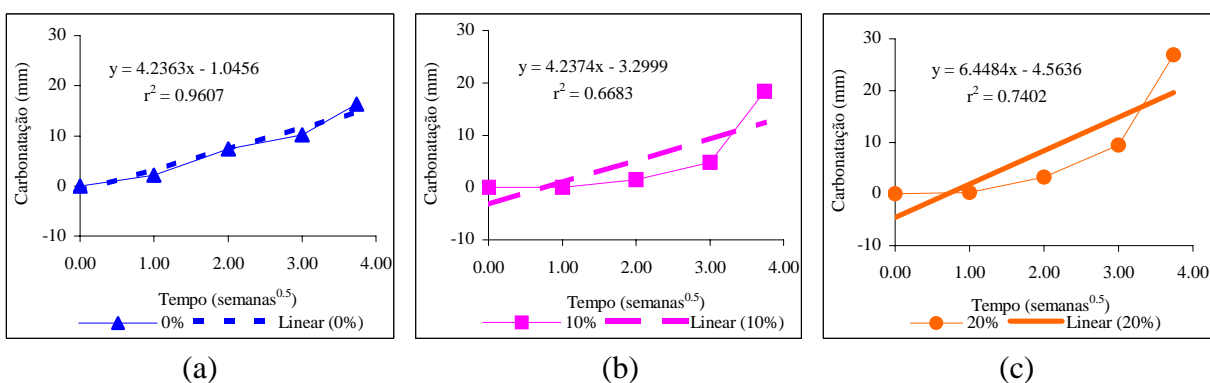 30
20
10
0
-10
Carbonatação (mm)
y = 4.2363x - 1.0456
r² = 0.9607
0.00 1.00 2.00 3.00 4.00
Tempo (semanas^0.5)
0% Linear (0%)
(a)
30
20
10
0
-10
Carbonatação (mm)
y = 4.2374x - 3.2999
r² = 0.6683
0.00 1.00 2.00 3.00 4.00
Tempo (semanas^0.5)
10% Linear (10%)
(b)
30
20
10
0
-10
Carbonatação (mm)
y = 6.4484x - 4.5636
r² = 0.7402
0.00 1.00 2.00 3.00 4.00
Tempo (semanas^0.5)
20% Linear (20%)
(c)